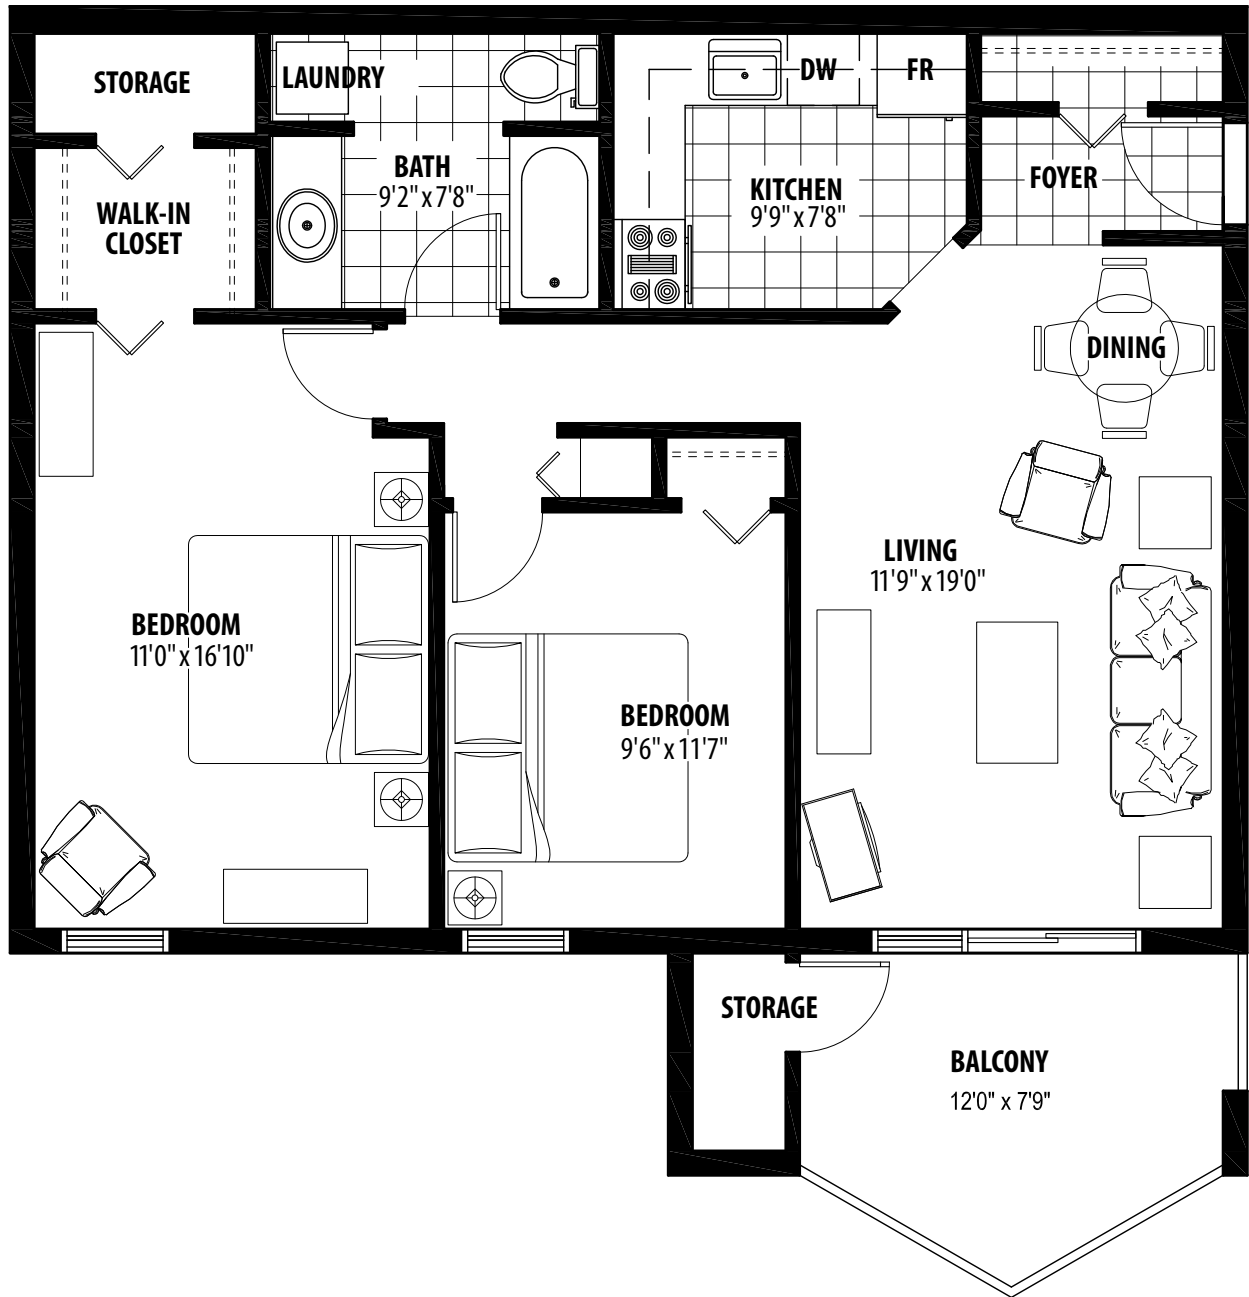 STORAGE
LAUNDRY
DW
FR
BATH
9'2" x 7'8"
KITCHEN
9'9" x 7'8"
FOYER
WALK-IN
CLOSET
DINING
LIVING
11'9" x 19'0"
BEDROOM
11'0" x 16'10"
BEDROOM
9'6" x 11'7"
STORAGE
BALCONY
12'0" x 7'9"